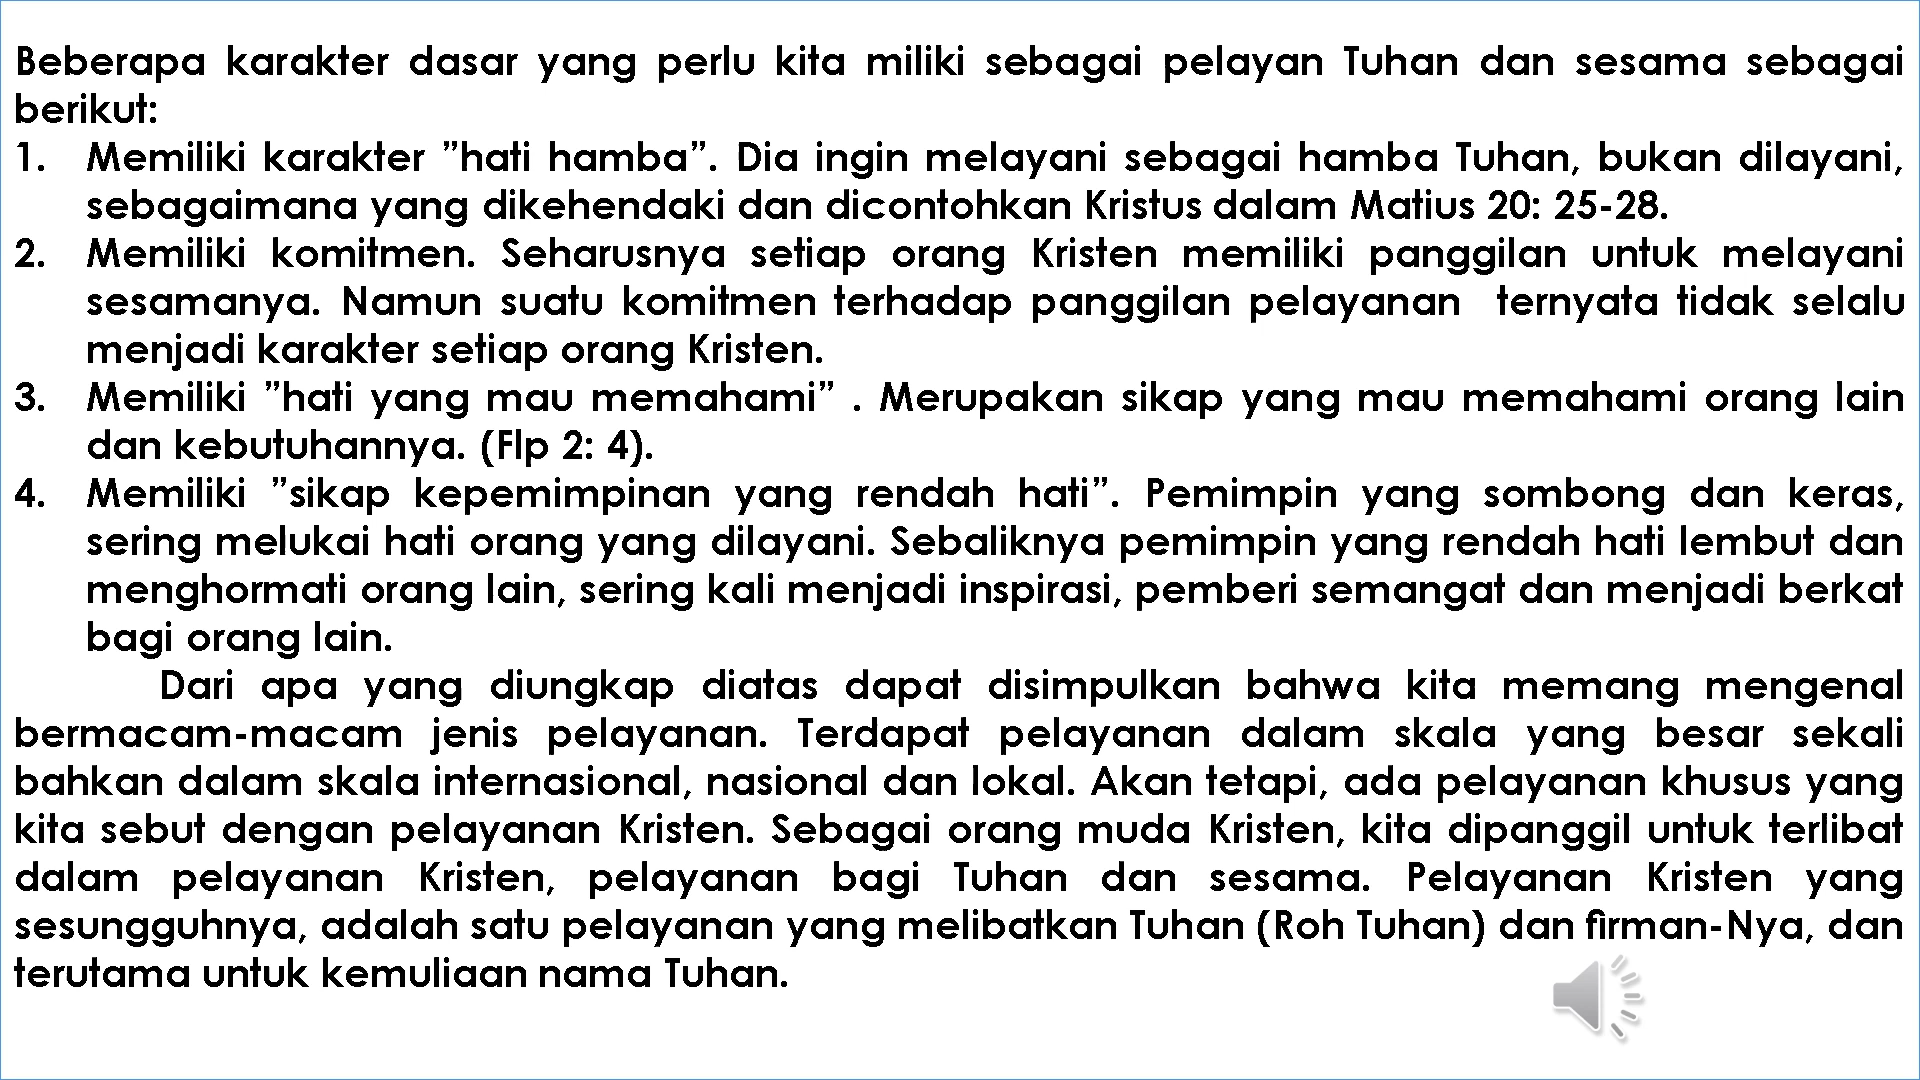 Beberapa karakter dasar yang perlu kita miliki sebagai pelayan Tuhan dan sesama sebagai
berikut:
1. Memiliki karakter ”hati hamba”. Dia ingin melayani sebagai hamba Tuhan, bukan dilayani,
sebagaimana yang dikehendaki dan dicontohkan Kristus dalam Matius 20: 25-28.
2. Memiliki komitmen. Seharusnya setiap orang Kristen memiliki panggilan untuk melayani
sesamanya. Namun suatu komitmen terhadap panggilan pelayanan ternyata tidak selalu
menjadi karakter setiap orang Kristen.
3. Memiliki ”hati yang mau memahami” . Merupakan sikap yang mau memahami orang lain
dan kebutuhannya. (Flp 2: 4).
4. Memiliki ”sikap kepemimpinan yang rendah hati”. Pemimpin yang sombong dan keras,
sering melukai hati orang yang dilayani. Sebaliknya pemimpin yang rendah hati lembut dan
menghormati orang lain, sering kali menjadi inspirasi, pemberi semangat dan menjadi berkat
bagi orang lain.
Dari apa yang diungkap diatas dapat disimpulkan bahwa kita memang mengenal
bermacam-macam jenis pelayanan. Terdapat pelayanan dalam skala yang besar sekali
bahkan dalam skala internasional, nasional dan lokal. Akan tetapi, ada pelayanan khusus yang
kita sebut dengan pelayanan Kristen. Sebagai orang muda Kristen, kita dipanggil untuk terlibat
dalam pelayanan Kristen, pelayanan bagi Tuhan dan sesama. Pelayanan Kristen yang
sesungguhnya, adalah satu pelayanan yang melibatkan Tuhan (Roh Tuhan) dan firman-Nya, dan
terutama untuk kemuliaan nama Tuhan.